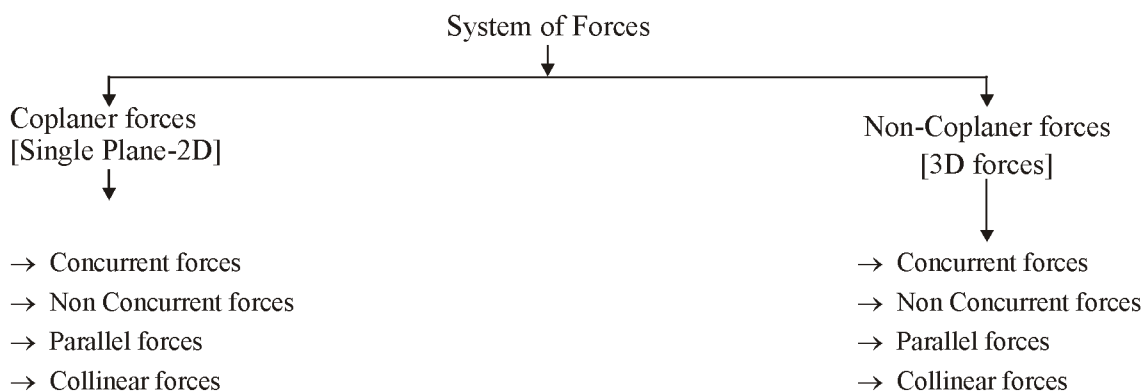 System of Forces
Coplaner forces
[Single Plane-2D]
→ Concurrent forces
→ Non Concurrent forces
→ Parallel forces
→ Collinear forces
Non-Coplaner forces
[3D forces]
→ Concurrent forces
→ Non Concurrent forces
→ Parallel forces
→ Collinear forces